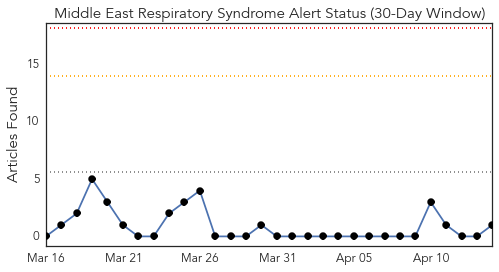 Middle East Respiratory Syndrome Alert Status (30-Day Window)
Articles Found
15
10
5
0
Mar 16 Mar 21 Mar 26 Mar 31 Apr 05 Apr 10